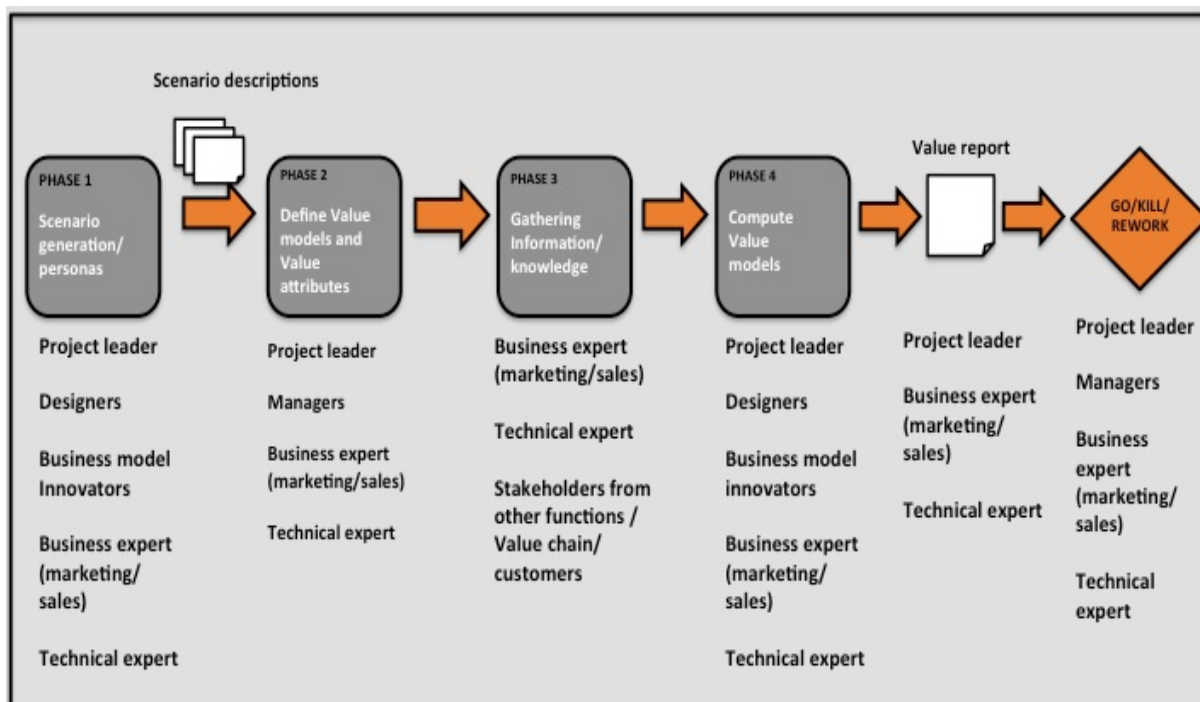 Scenario descriptions
PHASE 1
Scenario
generation/
personas
PHASE 2
Define Value
models and
Value
attributes
PHASE 3
Gathering
Information/
knowledge
PHASE 4
Compute
Value
models
Value report
GO/KILL/
REWORK
Project leader
Designers
Business model
Innovators
Business expert
(marketing/
sales)
Technical expert
Project leader
Managers
Business expert
(marketing/sales)
Technical expert
Business expert
(marketing/sales)
Technical expert
Stakeholders from
other functions /
Value chain/
customers
Project leader
Designers
Business model
innovators
Business expert
(marketing/
sales)
Technical expert
Project leader
Business expert
(marketing/
sales)
Technical expert
Project leader
Managers
Business
expert
(marketing/
sales)
Technical
expert